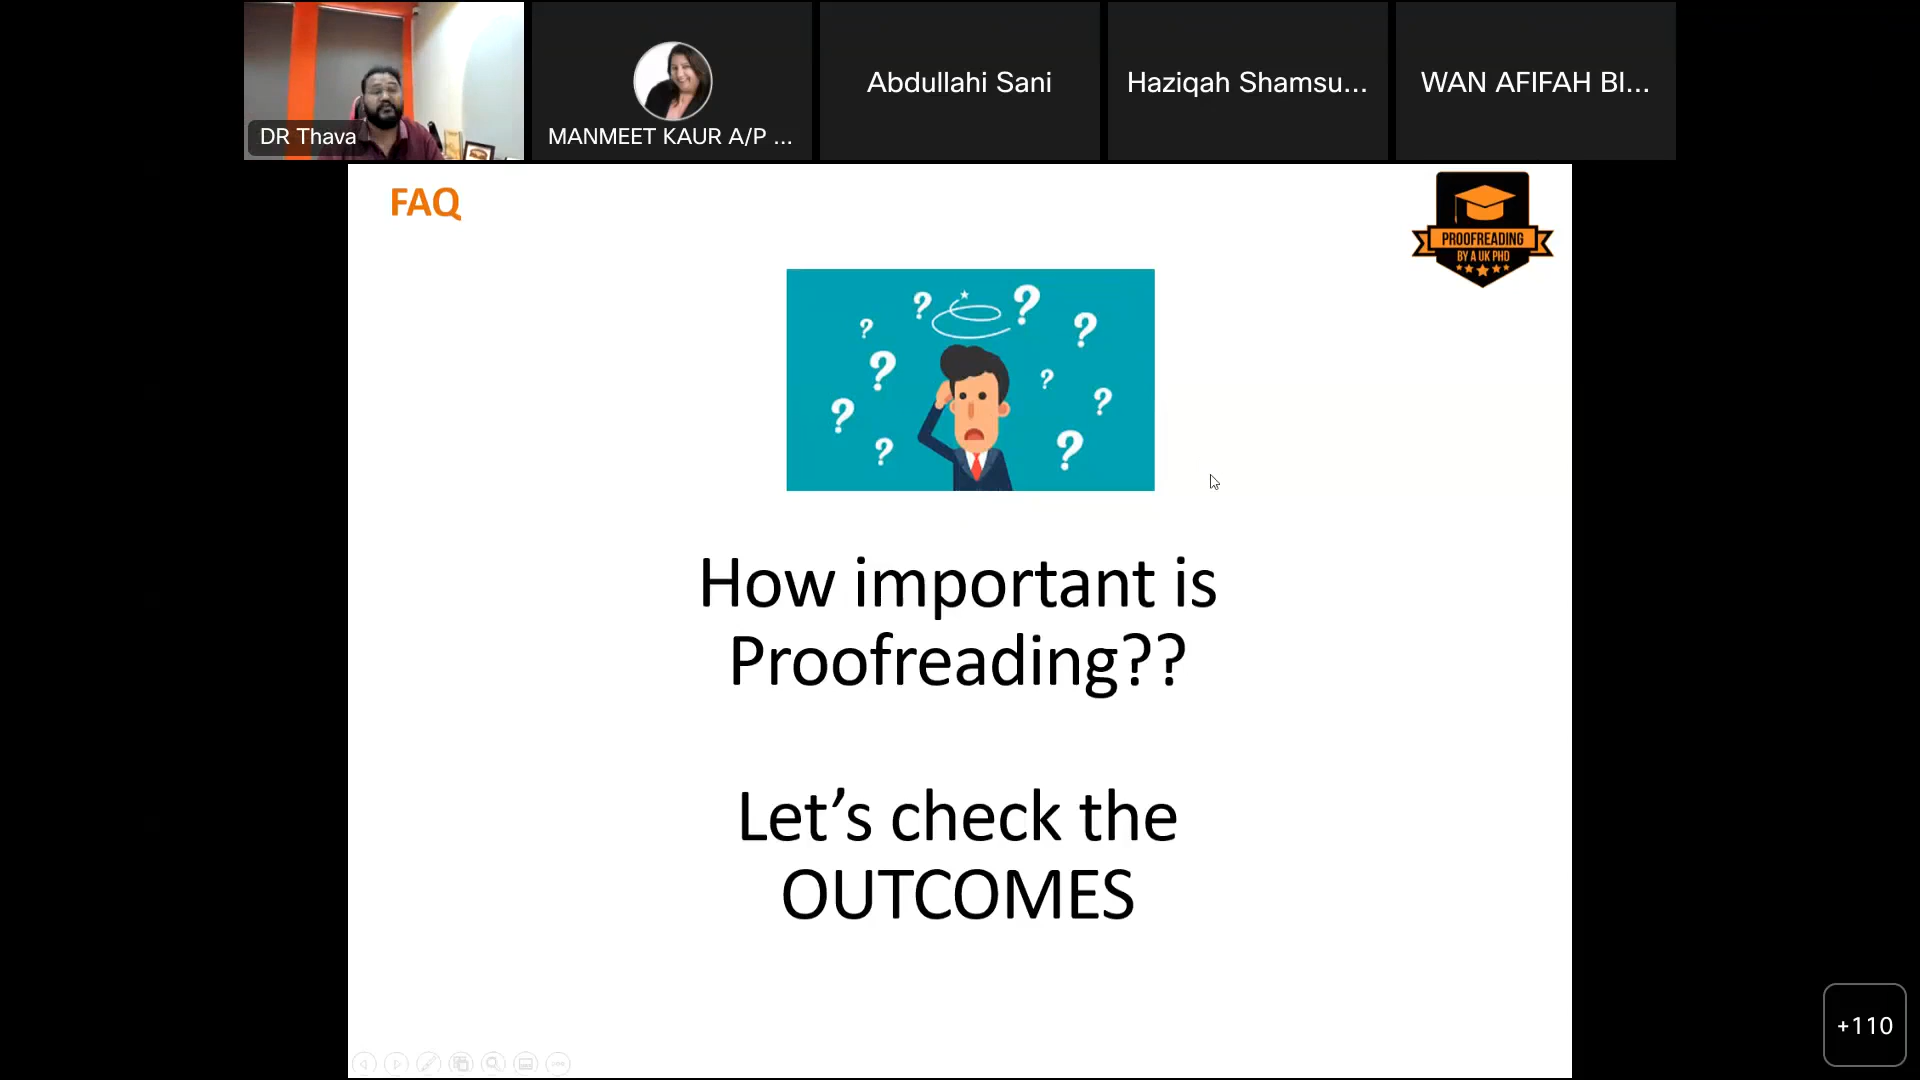 DR Thava
MANMEET KAUR A/P ...
Abdullahi Sani
Haziqah Shamsu...
WAN AFIFAH BI...
FAQ
PROOFREADING
BY A UK PHD
? ? ? ? ? ? ? ? ? ?
How important is
Proofreading??
Let’s check the
OUTCOMES
+110